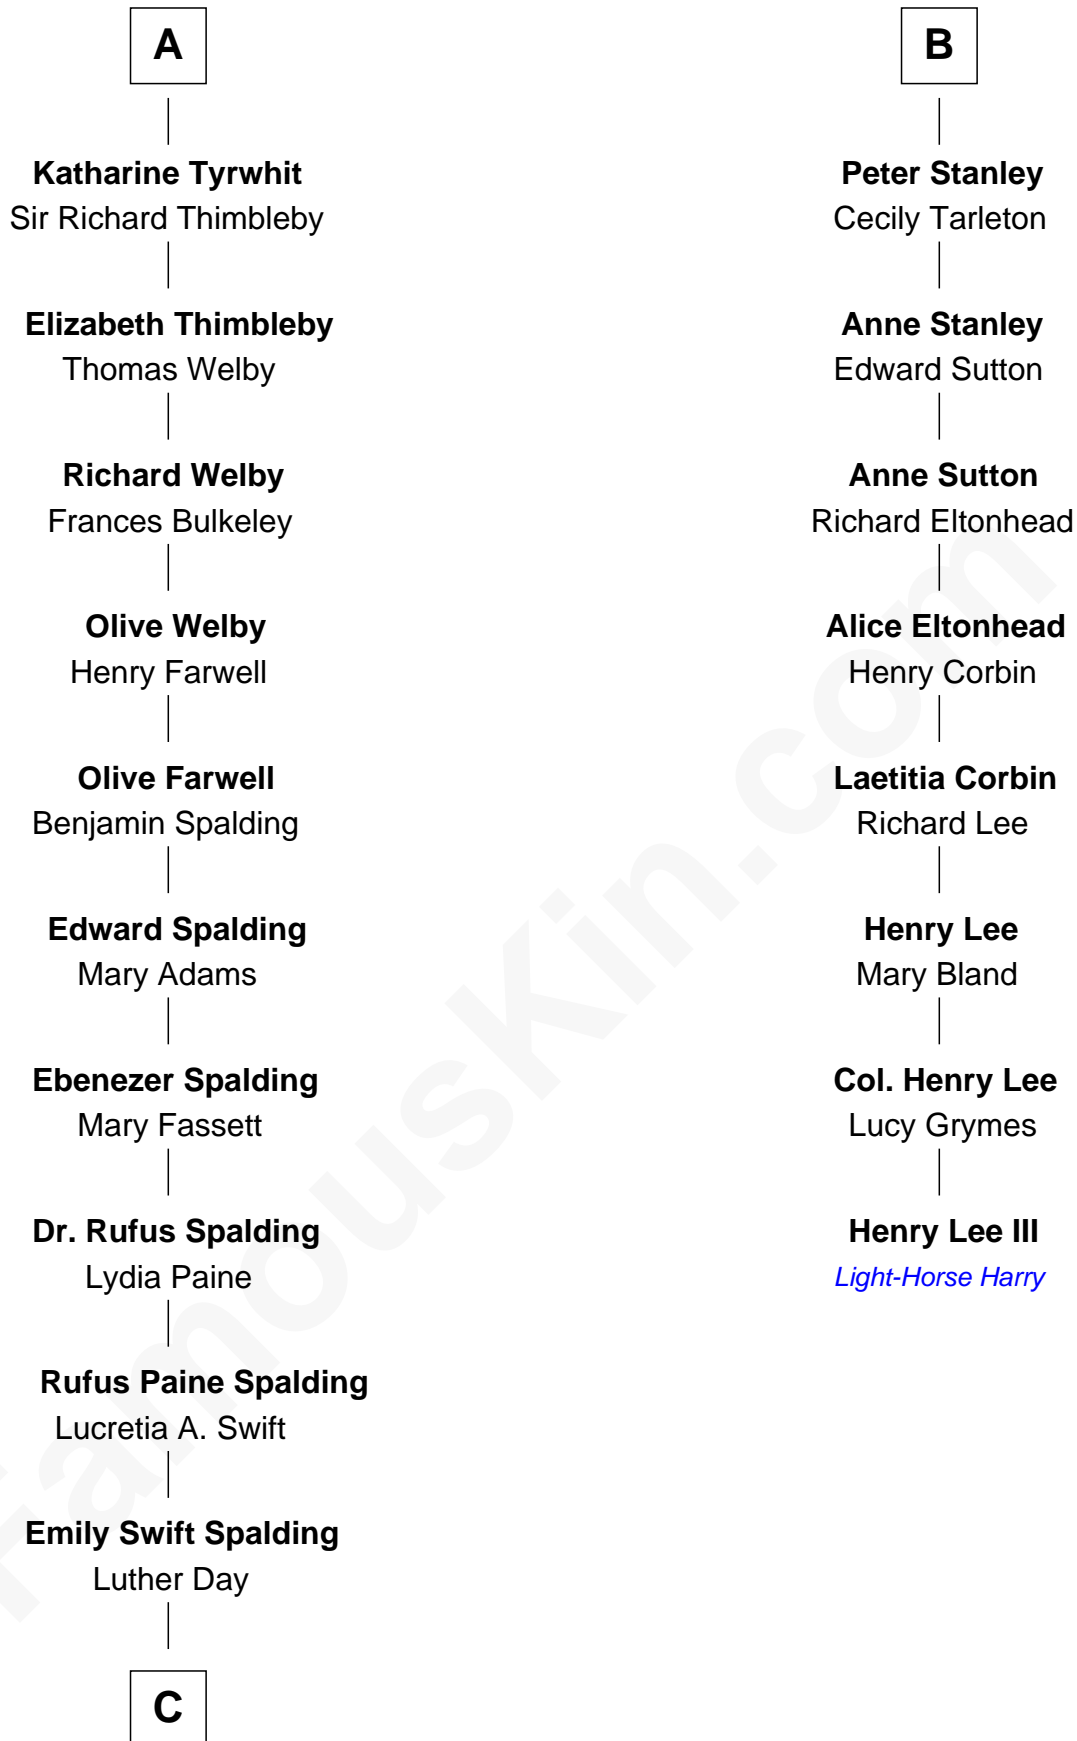 A
Katharine Tyrwhit
Sir Richard Thimbleby
Elizabeth Thimbleby
Thomas Welby
Richard Welby
Frances Bulkeley
Olive Welby
Henry Farwell
Olive Farwell
Benjamin Spalding
Edward Spalding
Mary Adams
Ebenezer Spalding
Mary Fassett
Dr. Rufus Spalding
Lydia Paine
Rufus Paine Spalding
Lucretia A. Swift
Emily Swift Spalding
Luther Day
C
B
Peter Stanley
Cecily Tarleton
Anne Stanley
Edward Sutton
Anne Sutton
Richard Eltonhead
Alice Eltonhead
Henry Corbin
Laetitia Corbin
Richard Lee
Henry Lee
Mary Bland
Col. Henry Lee
Lucy Grymes
Henry Lee III
Light-Horse Harry
FamousKin.com